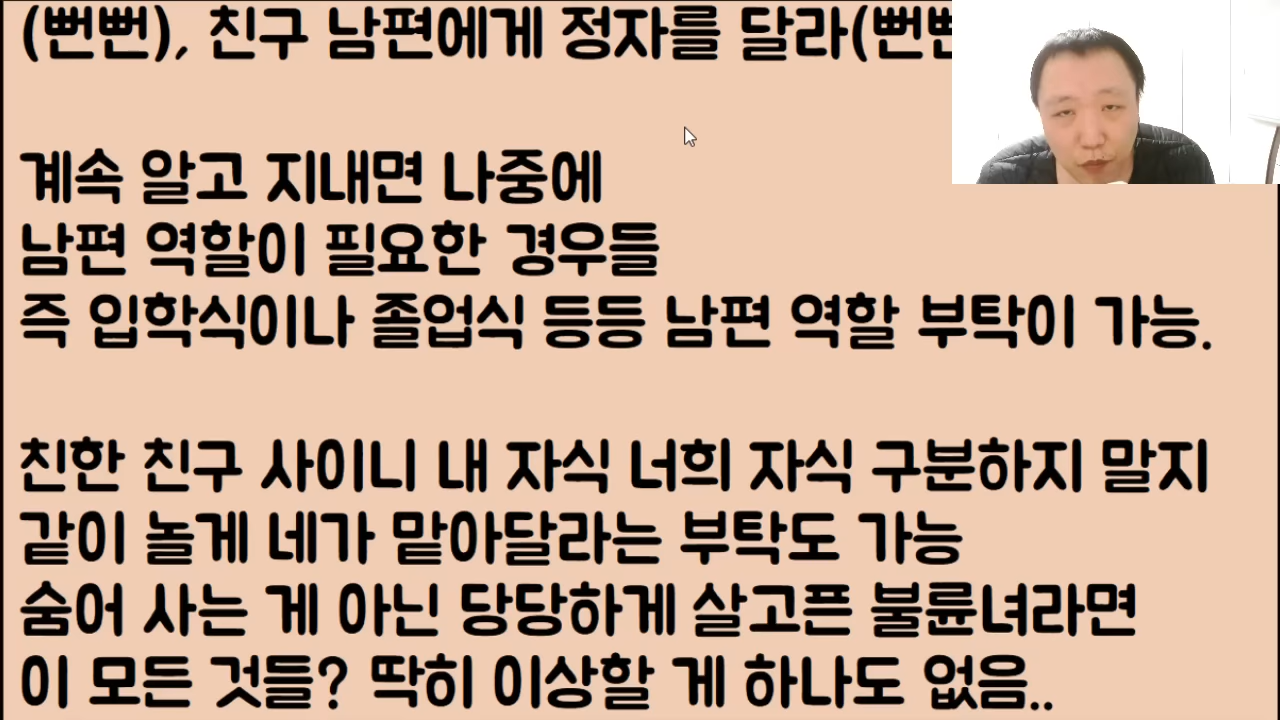 (뻔뻔), 친구 남편에게 정자를 달라(뻔뻔
계속 알고 지내면 나중에
남편 역할이 필요한 경우들
즉 입학식이나 졸업식 등등 남편 역할 부탁이 가능.
친한 친구 사이니 내 자식 너희 자식 구분하지 말지
같이 놀게 네가 맡아달라는 부탁도 가능
숨어 사는 게 아닌 당당하게 살고픈 불륜녀라면
이 모든 것들? 딱히 이상할 게 하나도 없음..